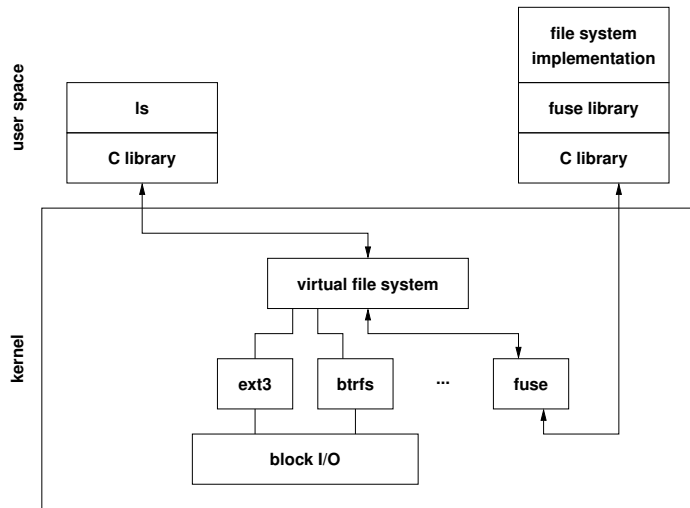 user space
file system
implementation
ls
fuse library
C library
C library
kernel
virtual file system
ext3
btrfs
...
fuse
block I/O